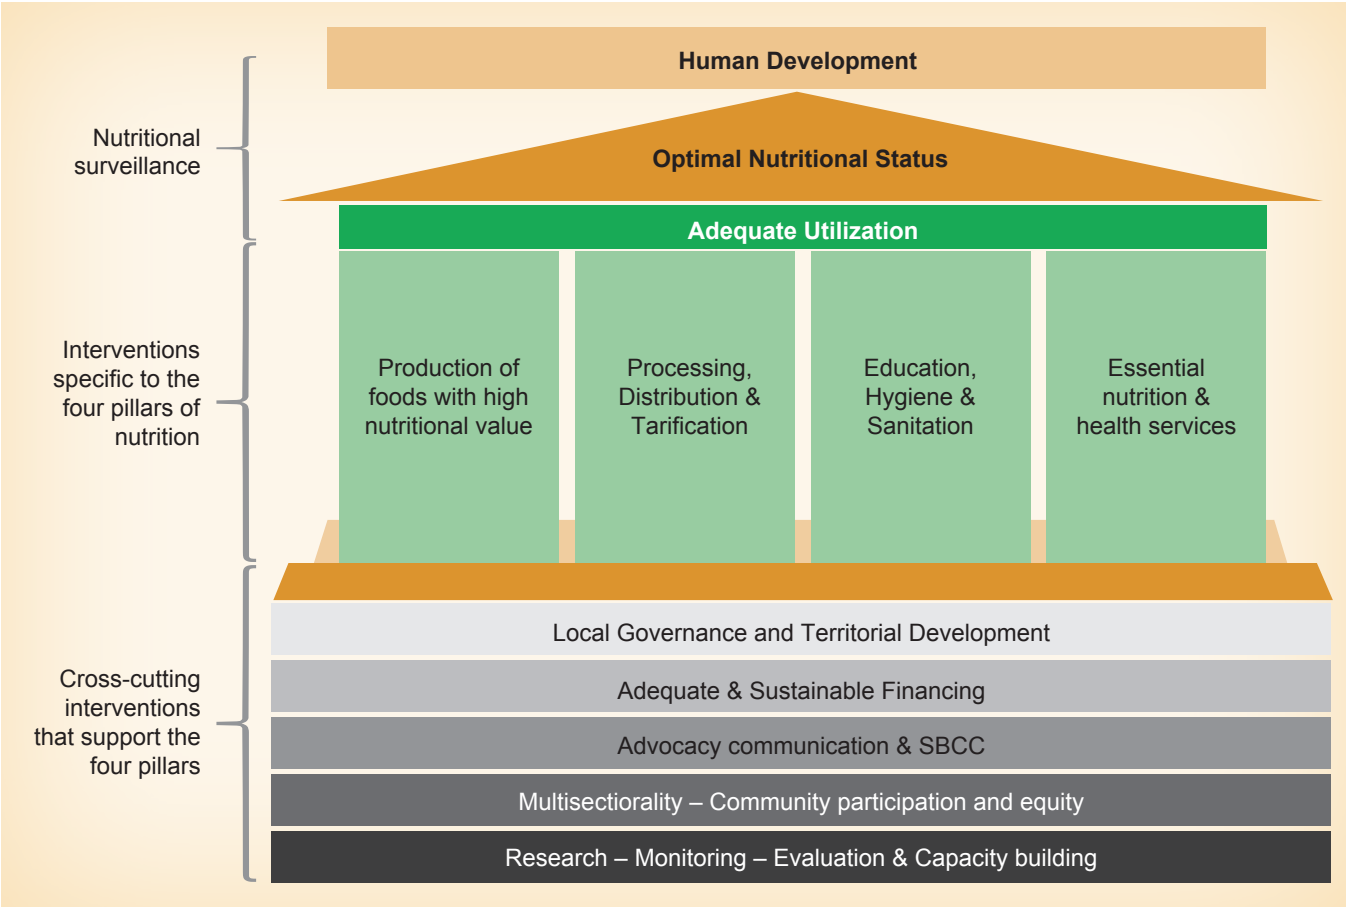 Human Development
Nutritional
surveillance
Optimal Nutritional Status
Adequate Utilization
Interventions
specific to the
four pillars of
nutrition
Production of
foods with high
nutritional value
Processing,
Distribution &
Tarification
Education,
Hygiene &
Sanitation
Essential
nutrition &
health services
Cross-cutting
interventions
that support the
four pillars
Local Governance and Territorial Development
Adequate & Sustainable Financing
Advocacy communication & SBCC
Multisectiorality – Community participation and equity
Research – Monitoring – Evaluation & Capacity building